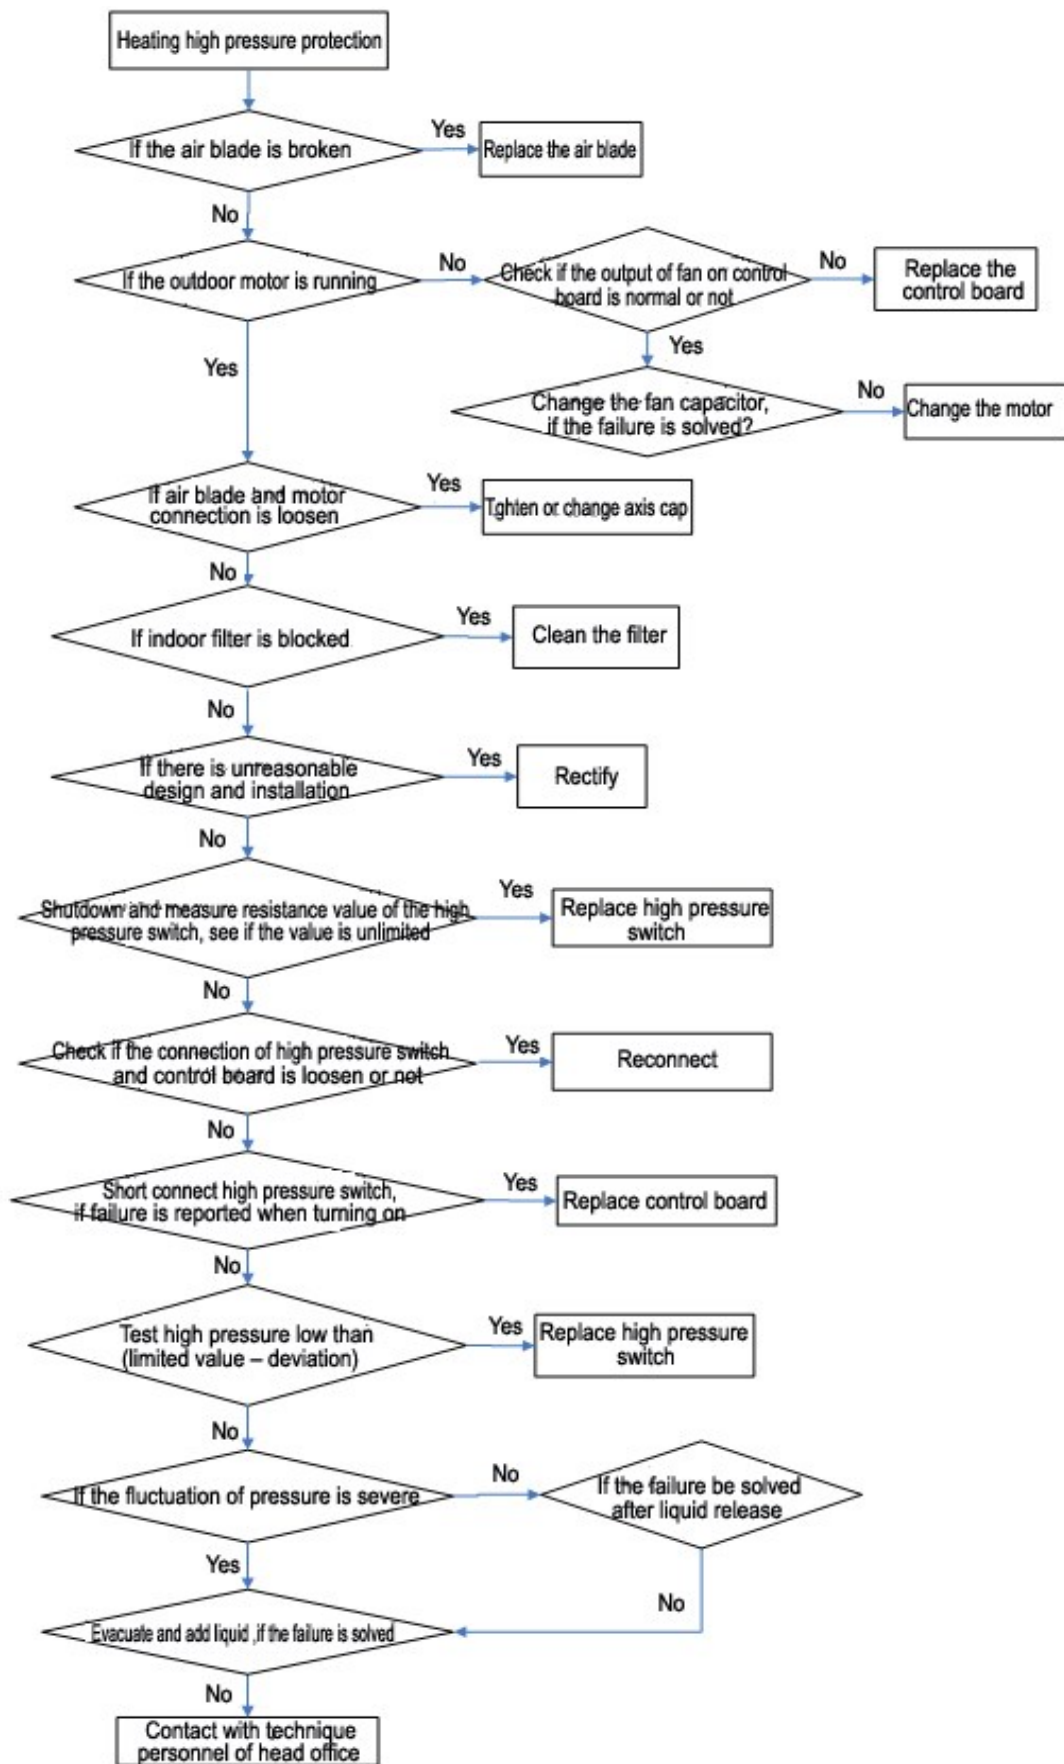 Heating high pressure protection
If the air blade is broken
Yes
Replace the air blade
No
If the outdoor motor is running
No
Check if the output of fan on control
board is normal or not
No
Replace the
control board
Yes
Yes
Change the fan capacitor,
if the failure is solved?
No
Change the motor
If air blade and motor
connection is loosen
Yes
Tghten or change axis cap
No
If indoor filter is blocked
Yes
Clean the filter
No
If there is unreasonable
design and installation
Yes
Rectify
No
Shutdown and measure resistance value of the high
pressure switch, see if the value is unlimited
Yes
Replace high pressure
switch
No
Check if the connection of high pressure switch
and control board is loosen or not
Yes
Reconnect
No
Short connect high pressure switch,
if failure is reported when turning on
Yes
Replace control board
No
Test high pressure low than
(limited value – deviation)
Yes
Replace high pressure
switch
No
If the fluctuation of pressure is severe
No
If the failure be solved
after liquid release
Yes
No
Evacuate and add liquid ,if the failure is solved
No
Contact with technique
personnel of head office